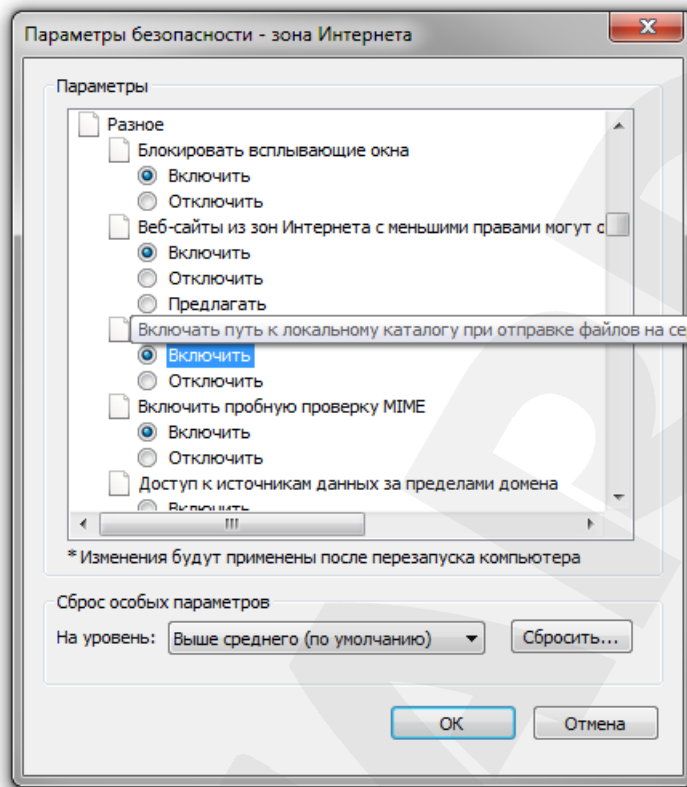 Параметры безопасности - зона Интернета
Параметры
Разное
Блокировать всплывающие окна
Включить
Отключить
Веб-сайты из зон Интернета с меньшими правами могут с
Включить
Отключить
Предлагать
Включать путь к локальному каталогу при отправке файлов на се
Включить
Отключить
Включить пробную проверку MIME
Включить
Отключить
Доступ к источникам данных за пределами домена
Включить
* Изменения будут применены после перезапуска компьютера
Сброс особых параметров
На уровень: Выше среднего (по умолчанию) Сбросить...
ОК Отмена